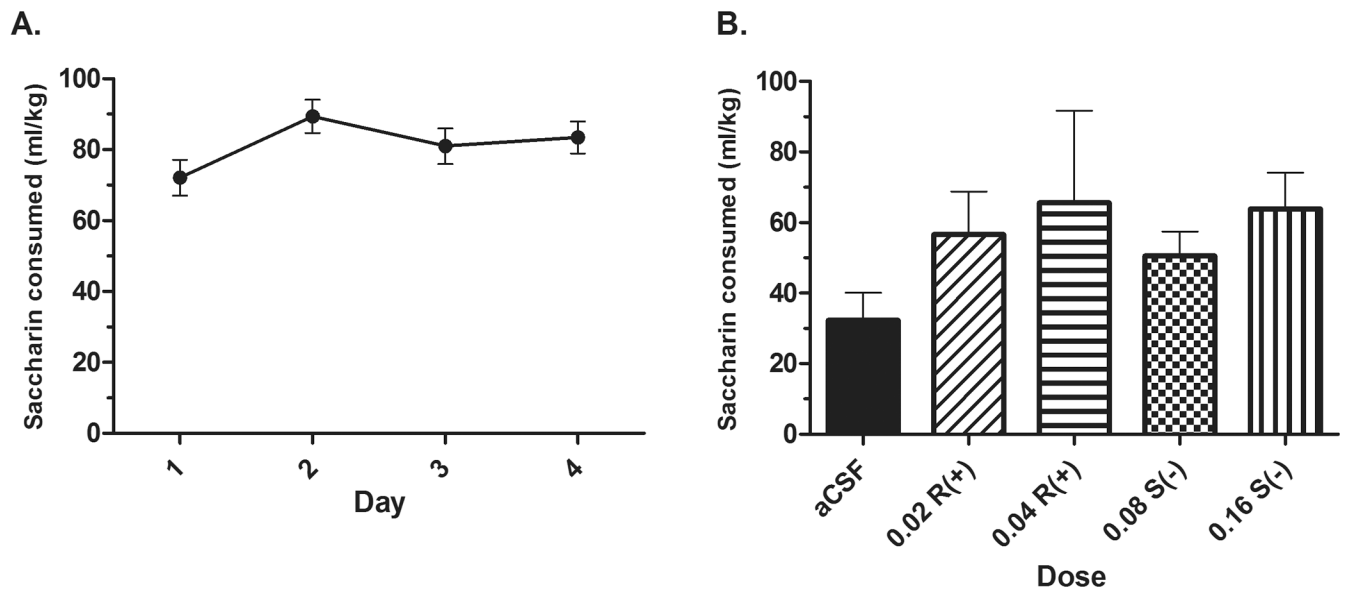 A.
Saccharin consumed (ml/kg)
100
80
60
40
20
0
1
2
3
4
Day
B.
Saccharin consumed (ml/kg)
100
80
60
40
20
0
aCSF
0.02 R(+)
0.04 R(+)
0.08 S(-)
0.16 S(-)
Dose